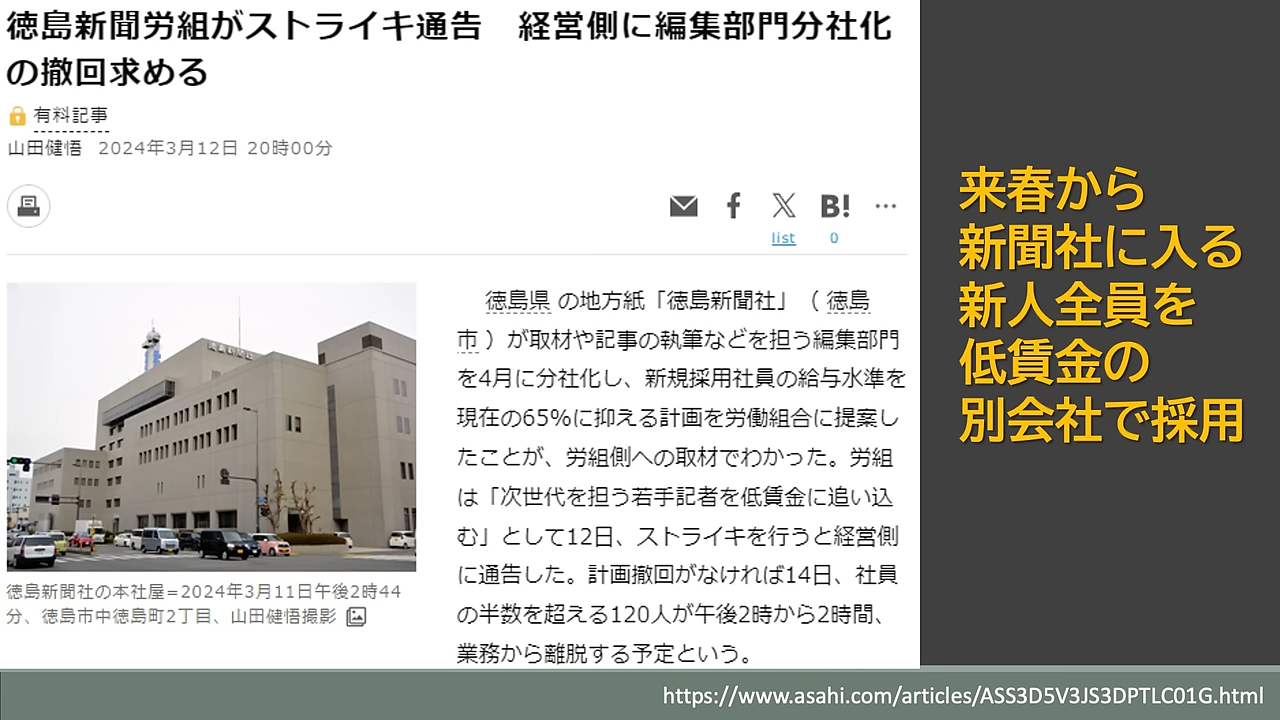 徳島新聞労組がストライキ通告　経営側に編集部門分社化
の撤回求める
有料記事
山田健悟 2024年3月12日 20時00分
B!
list
0
徳島新聞社
徳島県 の地方紙「徳島新聞社」（ 徳島
市 ）が取材や記事の執筆などを担う編集部門
を4月に分社化し、新規採用社員の給与水準を
現在の65%に抑える計画を労働組合に提案し
たことが、労組側への取材でわかった。労組
は「次世代を担う若手記者を低賃金に追い込
む」として12日、ストライキを行うと経営側
に通告した。計画撤回がなければ14日、社員
の半数を超える120人が午後2時から2時間、
業務から離脱する予定という。
徳島新聞社の本社屋=2024年3月11日午後2時44
分、徳島市中徳島町2丁目、山田健悟撮影
来春から
新聞社に入る
新人全員を
低賃金の
別会社で採用
https://www.asahi.com/articles/ASS3D5V3JS3DPTLC01G.html